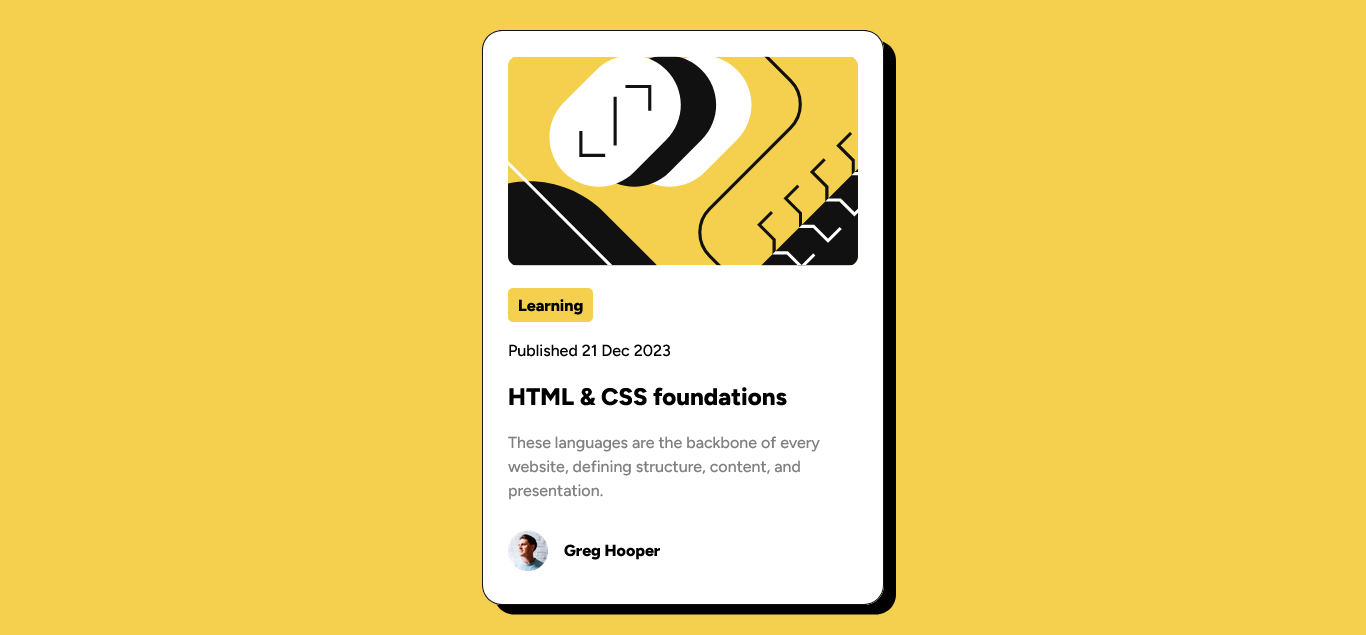 Learning
Published 21 Dec 2023
HTML & CSS foundations
These languages are the backbone of every
website, defining structure, content, and
presentation.
Greg Hooper